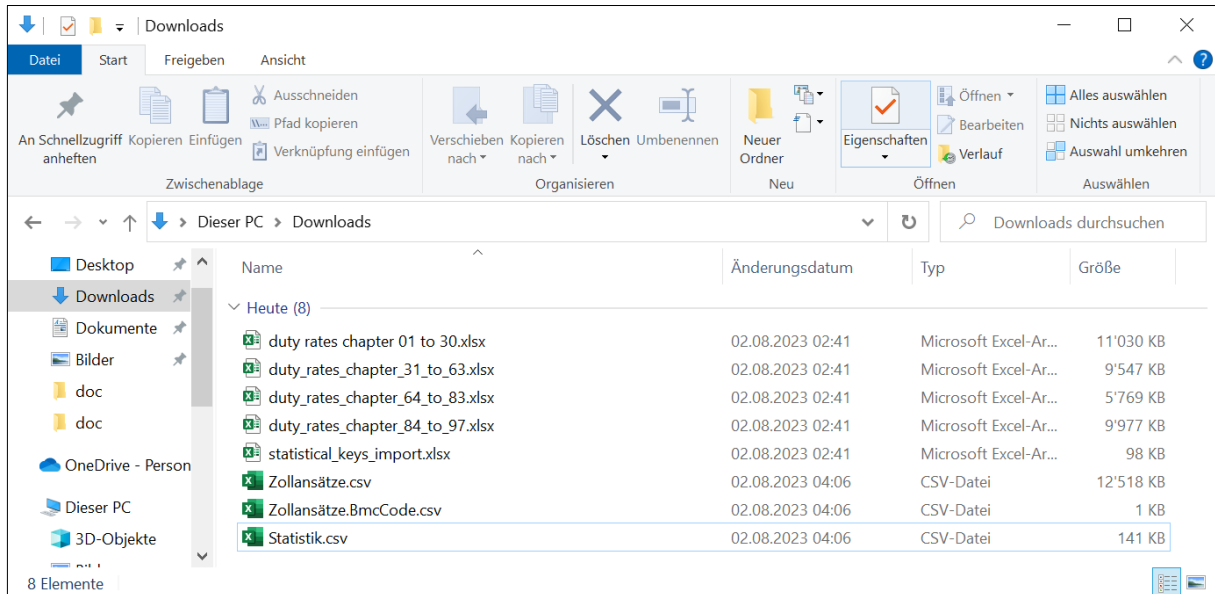 Downloads
Datei Start Freigeben Ansicht
An Schnellzugriff anheften
Kopieren
Einfügen
Ausschneiden
Pfad kopieren
Verknüpfung einfügen
Zwischenablage
Verschieben nach
Kopieren nach
Löschen
Umbenennen
Organisieren
Neuer Ordner
Neu
Eigenschaften
Öffnen
Bearbeiten
Verlauf
Öffnen
Alles auswählen
Nichts auswählen
Auswahl umkehren
Auswählen
Dieser PC > Downloads
Downloads durchsuchen
Desktop
Downloads
Dokumente
Bilder
doc
doc
OneDrive - Person
Dieser PC
3D-Objekte
Name Änderungsdatum Typ Größe
Heute (8)
duty rates chapter 01 to 30.xlsx 02.08.2023 02:41 Microsoft Excel-Ar... 11'030 KB
duty_rates_chapter_31_to_63.xlsx 02.08.2023 02:41 Microsoft Excel-Ar... 9'547 KB
duty_rates_chapter_64_to_83.xlsx 02.08.2023 02:41 Microsoft Excel-Ar... 5'769 KB
duty_rates_chapter_84_to_97.xlsx 02.08.2023 02:41 Microsoft Excel-Ar... 9'977 KB
statistical_keys_import.xlsx 02.08.2023 02:41 Microsoft Excel-Ar... 98 KB
Zollansätze.csv 02.08.2023 04:06 CSV-Datei 12'518 KB
Zollansätze.BmcCode.csv 02.08.2023 04:06 CSV-Datei 1 KB
Statistik.csv 02.08.2023 04:06 CSV-Datei 141 KB
8 Elemente